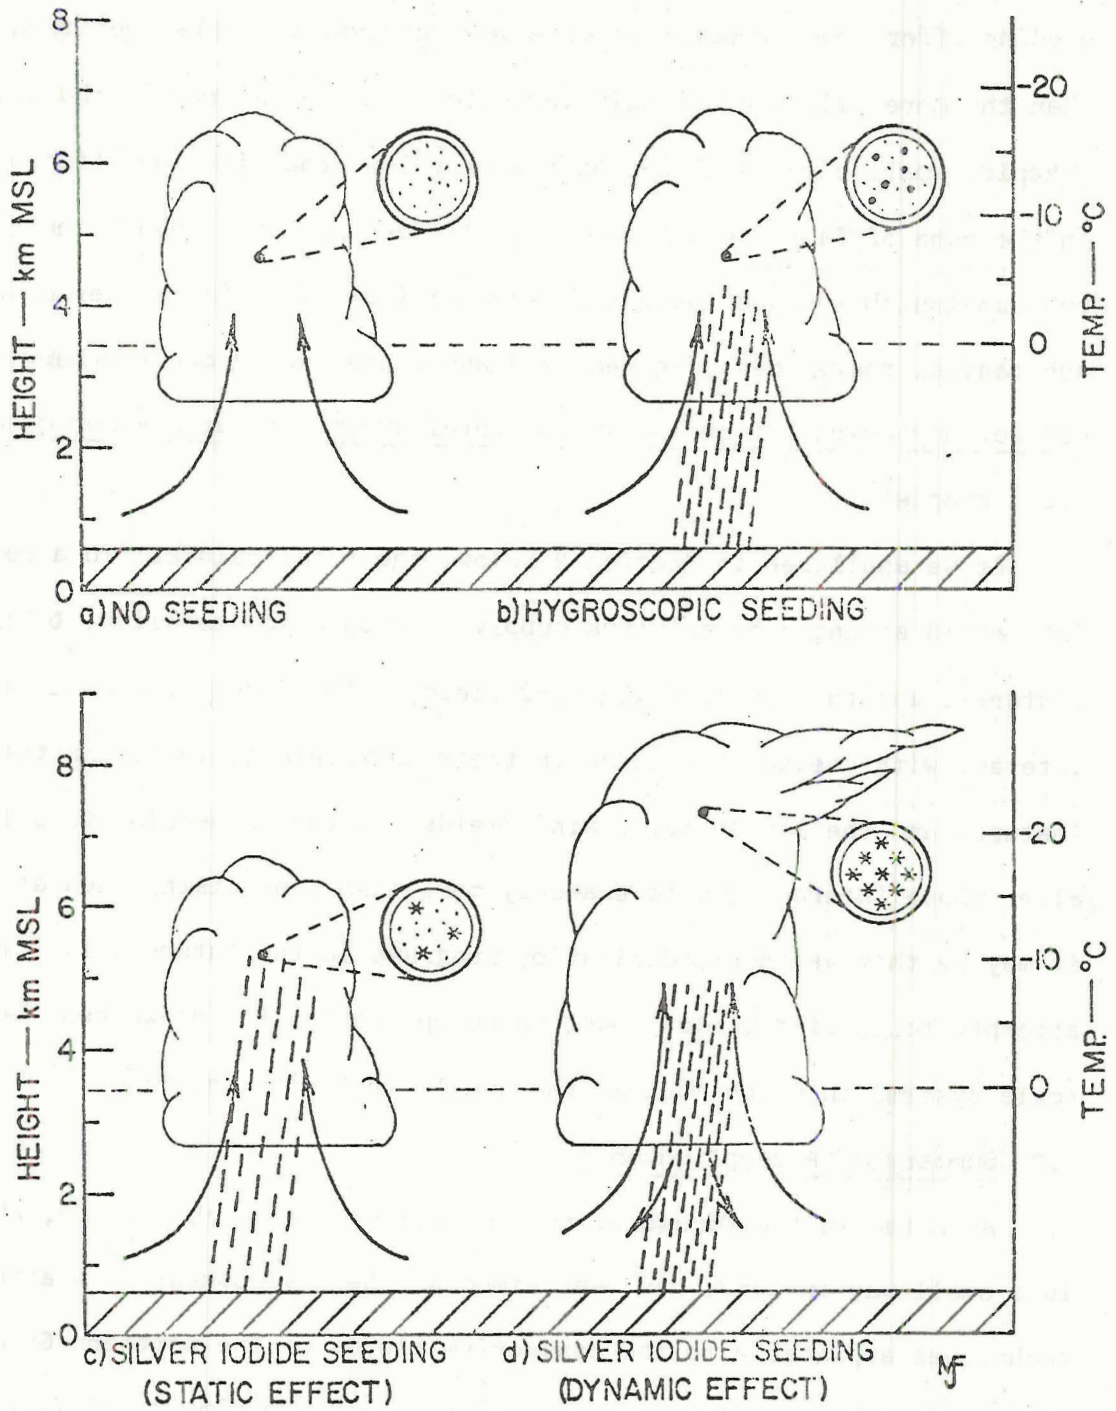 8
6
4
2
0
HEIGHT — km MSL
-20
-10
0
TEMP. — °C
a) NO SEEDING
b) HYGROSCOPIC SEEDING
8
6
4
2
0
HEIGHT — km MSL
-20
-10
0
TEMP. — °C
c) SILVER IODIDE SEEDING
(STATIC EFFECT)
d) SILVER IODIDE SEEDING
(DYNAMIC EFFECT)